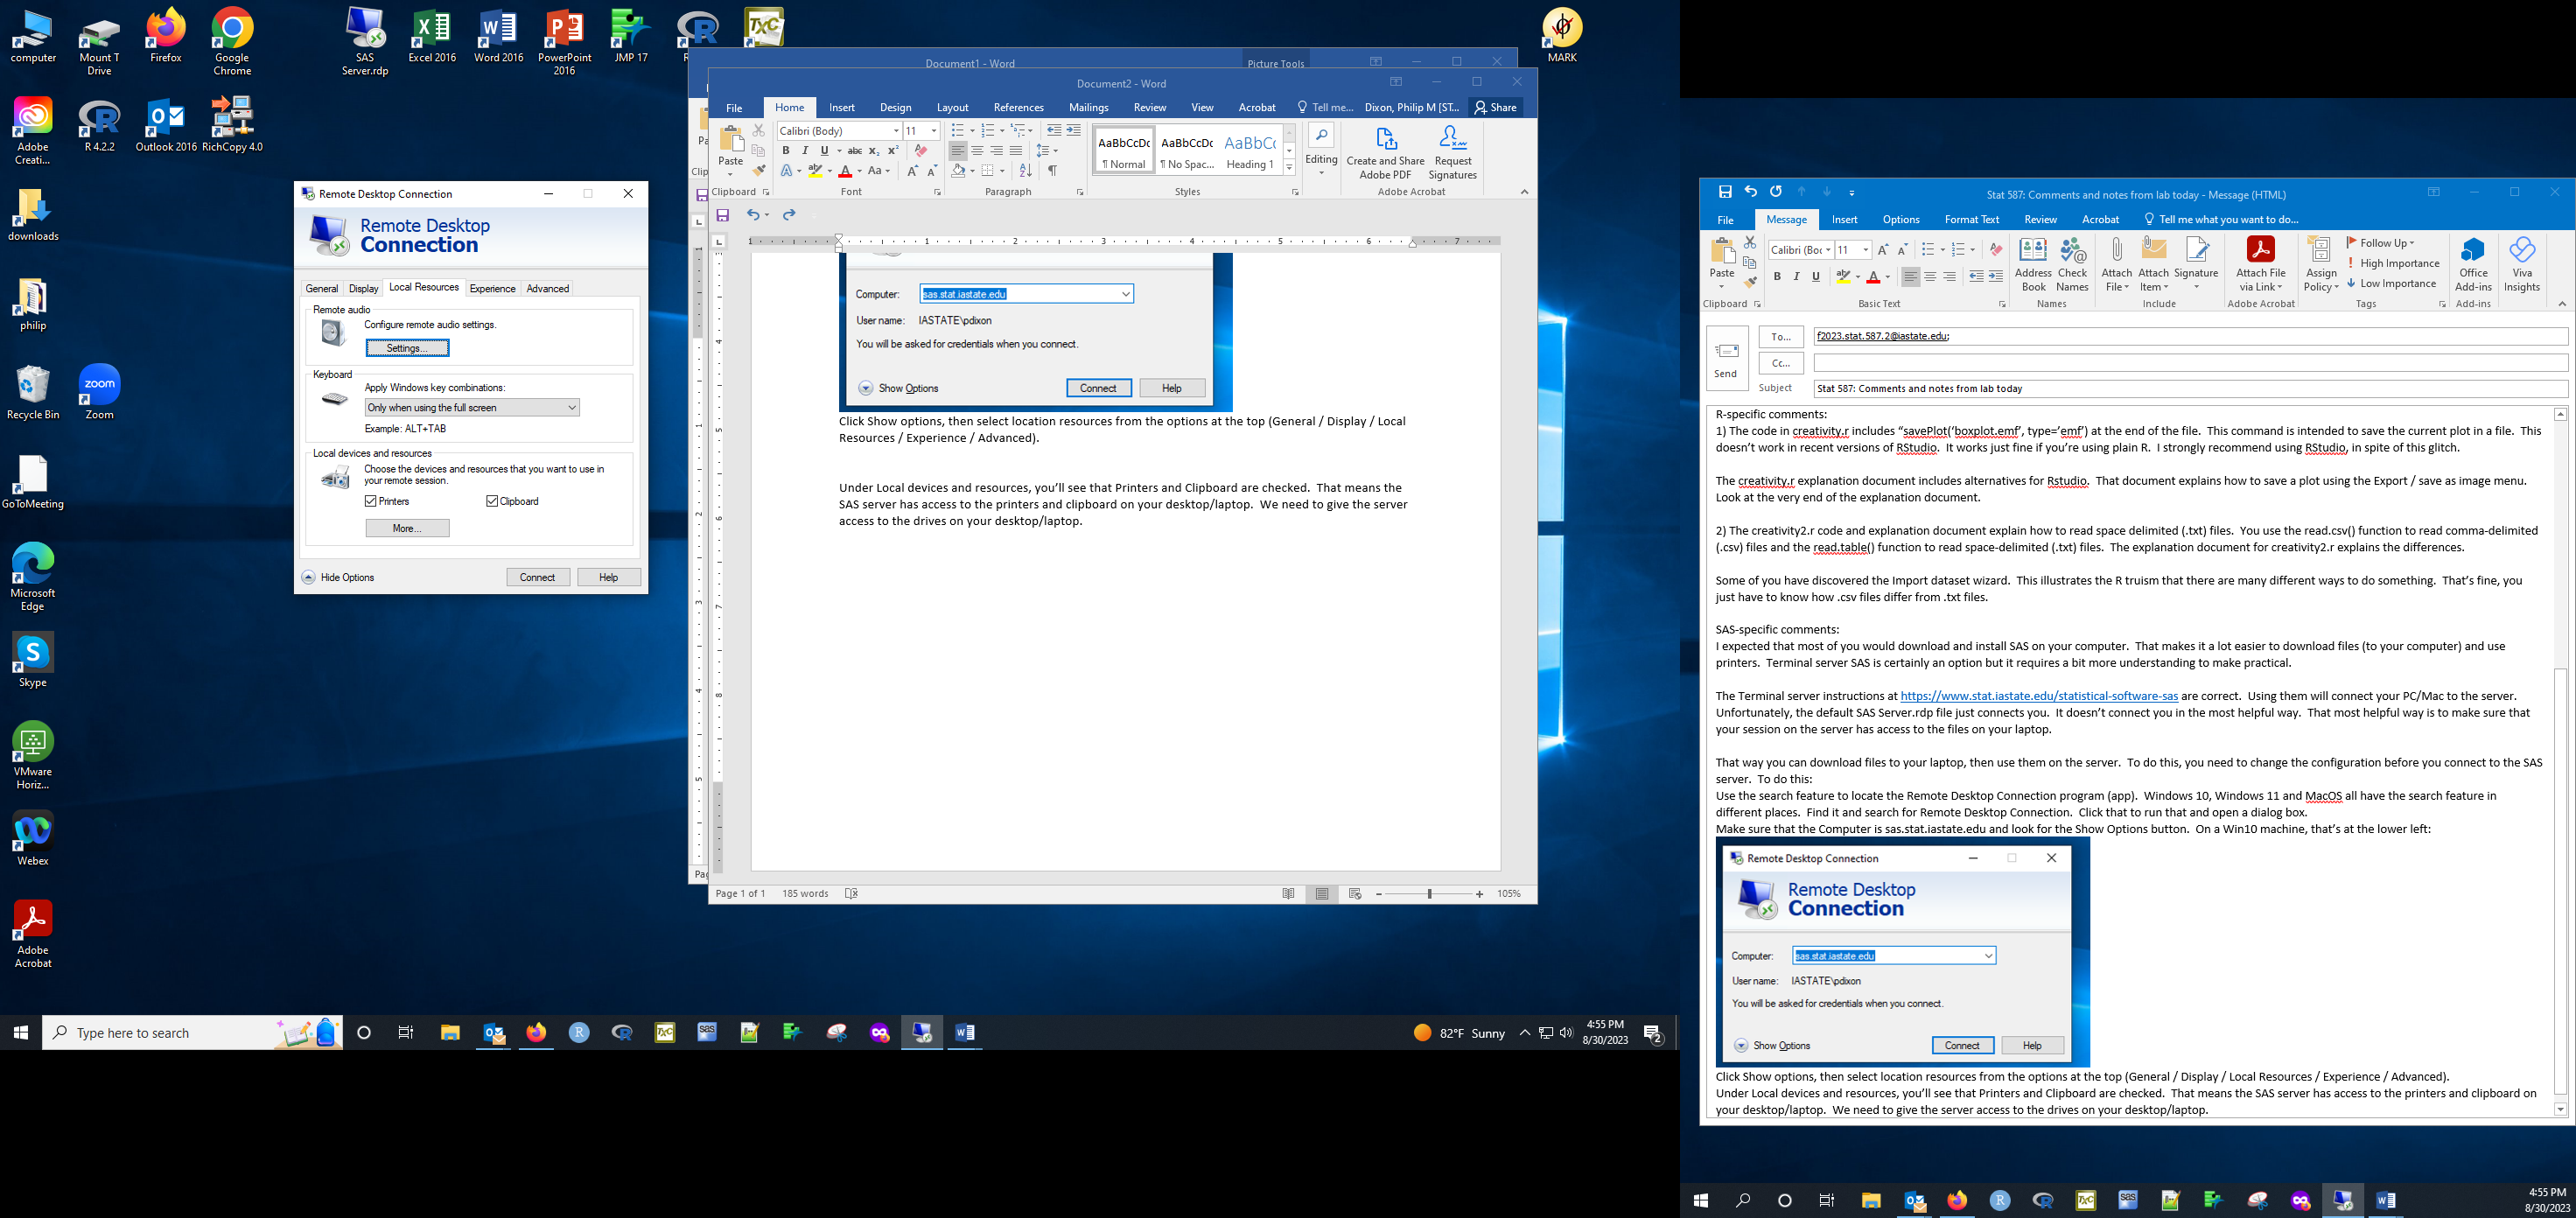 computer
Mount T
Drive
Firefox
Google
Chrome
SAS
Server.rdp
Excel 2016
Word 2016
PowerPoint
2016
JMP 17
MARK
Adobe
Creati...
R 4.2.2
Outlook 2016
RichCopy 4.0
downloads
philip
Recycle Bin
Zoom
GoToMeeting
Microsoft
Edge
Skype
VMware
Horiz...
Webex
Adobe
Acrobat
Remote Desktop Connection
Remote Desktop
Connection
General Display Local Resources Experience Advanced
Remote audio
Configure remote audio settings.
Settings...
Keyboard
Apply Windows key combinations:
Only when using the full screen
Example: ALT+TAB
Local devices and resources
Choose the devices and resources that you want to use in
your remote session.
Printers Clipboard
More...
Hide Options Connect Help
Document1 - Word Picture Tools
Document2 - Word
File Home Insert Design Layout References Mailings Review View Acrobat Tell me... Dixon, Philip M [ST... Share
Calibri (Body) 11
Paste
Clipboard Font Paragraph Styles
AaBbCcDc AaBbCcDc AaBbCc
¶ Normal ¶ No Spac... Heading 1
Editing
Create and Share
Adobe PDF
Request
Signatures
Adobe Acrobat
Computer: sas.stat.iastate.edu
User name: IASTATE\pdixon
You will be asked for credentials when you connect.
Show Options Connect Help
Click Show options, then select location resources from the options at the top (General / Display / Local
Resources / Experience / Advanced).
Under Local devices and resources, you’ll see that Printers and Clipboard are checked. That means the
SAS server has access to the printers and clipboard on your desktop/laptop. We need to give the server
access to the drives on your desktop/laptop.
Page 1 of 1 185 words 105%
Type here to search
82°F Sunny
4:55 PM
8/30/2023
2
Stat 587: Comments and notes from lab today - Message (HTML)
File Message Insert Options Format Text Review Acrobat Tell me what you want to do...
Calibri (Boc 11
Paste
Clipboard
Basic Text
Address
Book
Check
Names
Names
Attach
File
Attach
Item
Signature
Include
Attach File
via Link
Adobe Acrobat
Assign
Policy
Follow Up
High Importance
Low Importance
Tags
Office
Add-ins
Add-ins
Viva
Insights
Send
To... f2023.stat.587.2@iastate.edu;
Cc...
Subject Stat 587: Comments and notes from lab today
R-specific comments:
1) The code in creativity.r includes “savePlot(‘boxplot.emf’, type=’emf’) at the end of the file. This command is intended to save the current plot in a file. This
doesn’t work in recent versions of RStudio. It works just fine if you’re using plain R. I strongly recommend using RStudio, in spite of this glitch.
The creativity.r explanation document includes alternatives for Rstudio. That document explains how to save a plot using the Export / save as image menu.
Look at the very end of the explanation document.
2) The creativity2.r code and explanation document explain how to read space delimited (.txt) files. You use the read.csv() function to read comma-delimited
(.csv) files and the read.table() function to read space-delimited (.txt) files. The explanation document for creativity2.r explains the differences.
Some of you have discovered the Import dataset wizard. This illustrates the R truism that there are many different ways to do something. That’s fine, you
just have to know how .csv files differ from .txt files.
SAS-specific comments:
I expected that most of you would download and install SAS on your computer. That makes it a lot easier to download files (to your computer) and use
printers. Terminal server SAS is certainly an option but it requires a bit more understanding to make practical.
The Terminal server instructions at https://www.stat.iastate.edu/statistical-software-sas are correct. Using them will connect your PC/Mac to the server.
Unfortunately, the default SAS Server.rdp file just connects you. It doesn’t connect you in the most helpful way. That most helpful way is to make sure that
your session on the server has access to the files on your laptop.
That way you can download files to your laptop, then use them on the server. To do this, you need to change the configuration before you connect to the SAS
server. To do this:
Use the search feature to locate the Remote Desktop Connection program (app). Windows 10, Windows 11 and MacOS all have the search feature in
different places. Find it and search for Remote Desktop Connection. Click that to run that and open a dialog box.
Make sure that the Computer is sas.stat.iastate.edu and look for the Show Options button. On a Win10 machine, that’s at the lower left:
Remote Desktop Connection
Remote Desktop
Connection
Computer: sas.stat.iastate.edu
User name: IASTATE\pdixon
You will be asked for credentials when you connect.
Show Options Connect Help
Click Show options, then select location resources from the options at the top (General / Display / Local Resources / Experience / Advanced).
Under Local devices and resources, you’ll see that Printers and Clipboard are checked. That means the SAS server has access to the printers and clipboard on
your desktop/laptop. We need to give the server access to the drives on your desktop/laptop.
4:55 PM
8/30/2023